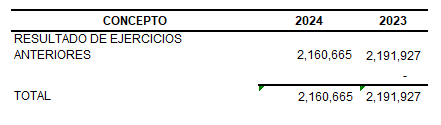 CONCEPTO 2024 2023
RESULTADO DE EJERCICIOS
ANTERIORES 2,160,665 2,191,927
-
TOTAL 2,160,665 2,191,927